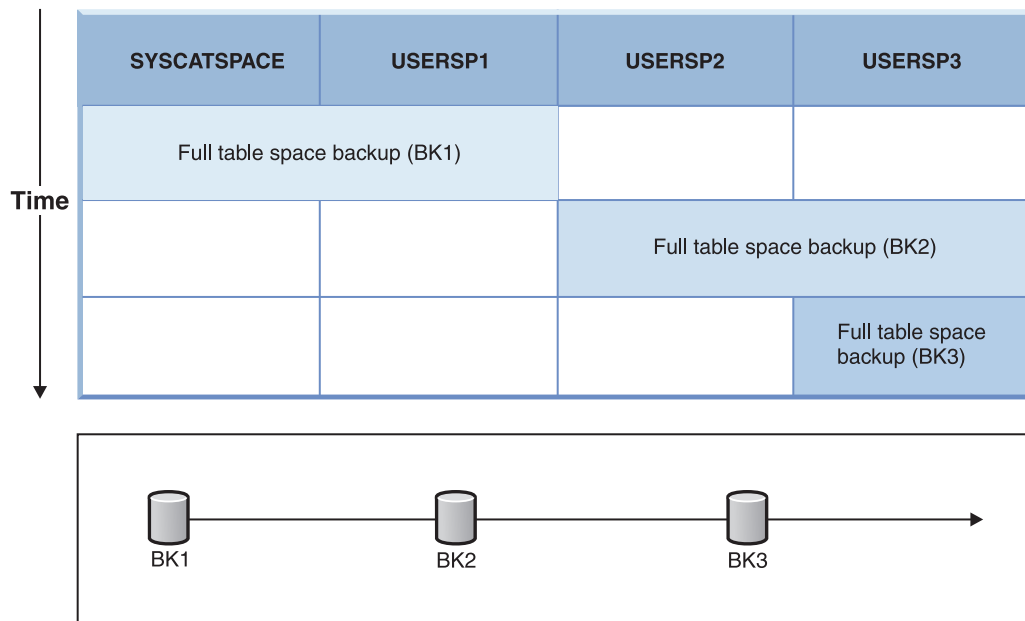 SYSCATSPACE
USERSP1
USERSP2
USERSP3
Full table space backup (BK1)
Time
Full table space backup (BK2)
Full table space
backup (BK3)
BK1
BK2
BK3